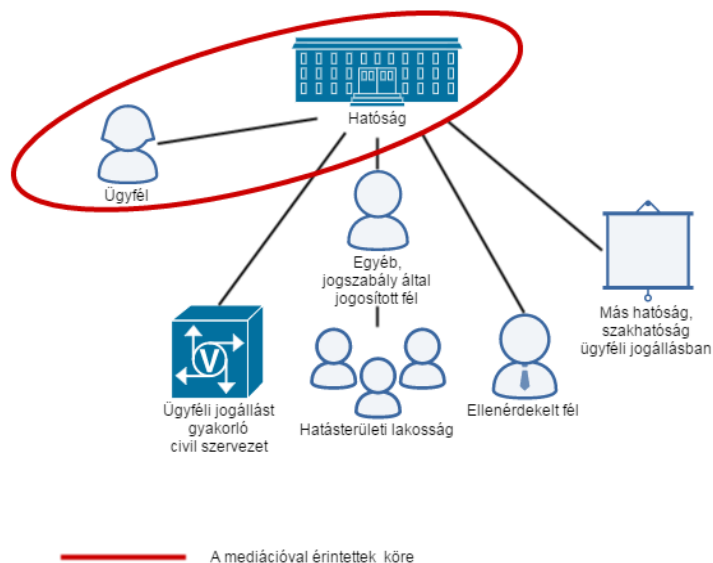 Hatóság
Ügyfél
Egyéb,
jogszabály által
jogosított fél
Más hatóság,
szakhatóság
ügyféli jogállásban
V
Ügyféli jogállást
gyakorló
civil szervezet
Hatásterületi lakosság
Ellenérdekelt fél
A mediációval érintettek köre